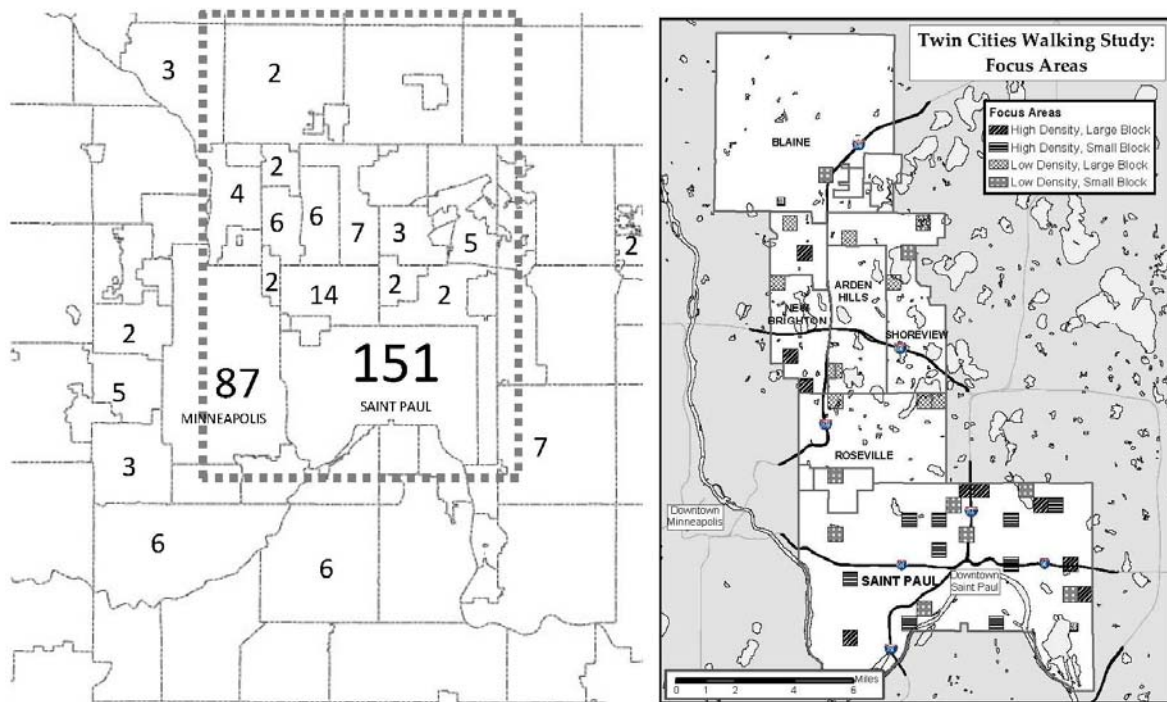 3
2
2
4
6
6
7
3
5
2
2
14
2
2
2
5
3
87
MINNEAPOLIS
151
SAINT PAUL
7
6
6
Twin Cities Walking Study:
Focus Areas
Focus Areas
High Density, Large Block
High Density, Small Block
Low Density, Large Block
Low Density, Small Block
BLAINE
ARDEN
HILLS
NEW
BRIGHTON
SHOREVIEW
ROSEVILLE
Downtown
Minneapolis
SAINT PAUL
Downtown
Saint Paul
Miles
0 1 2 4 6